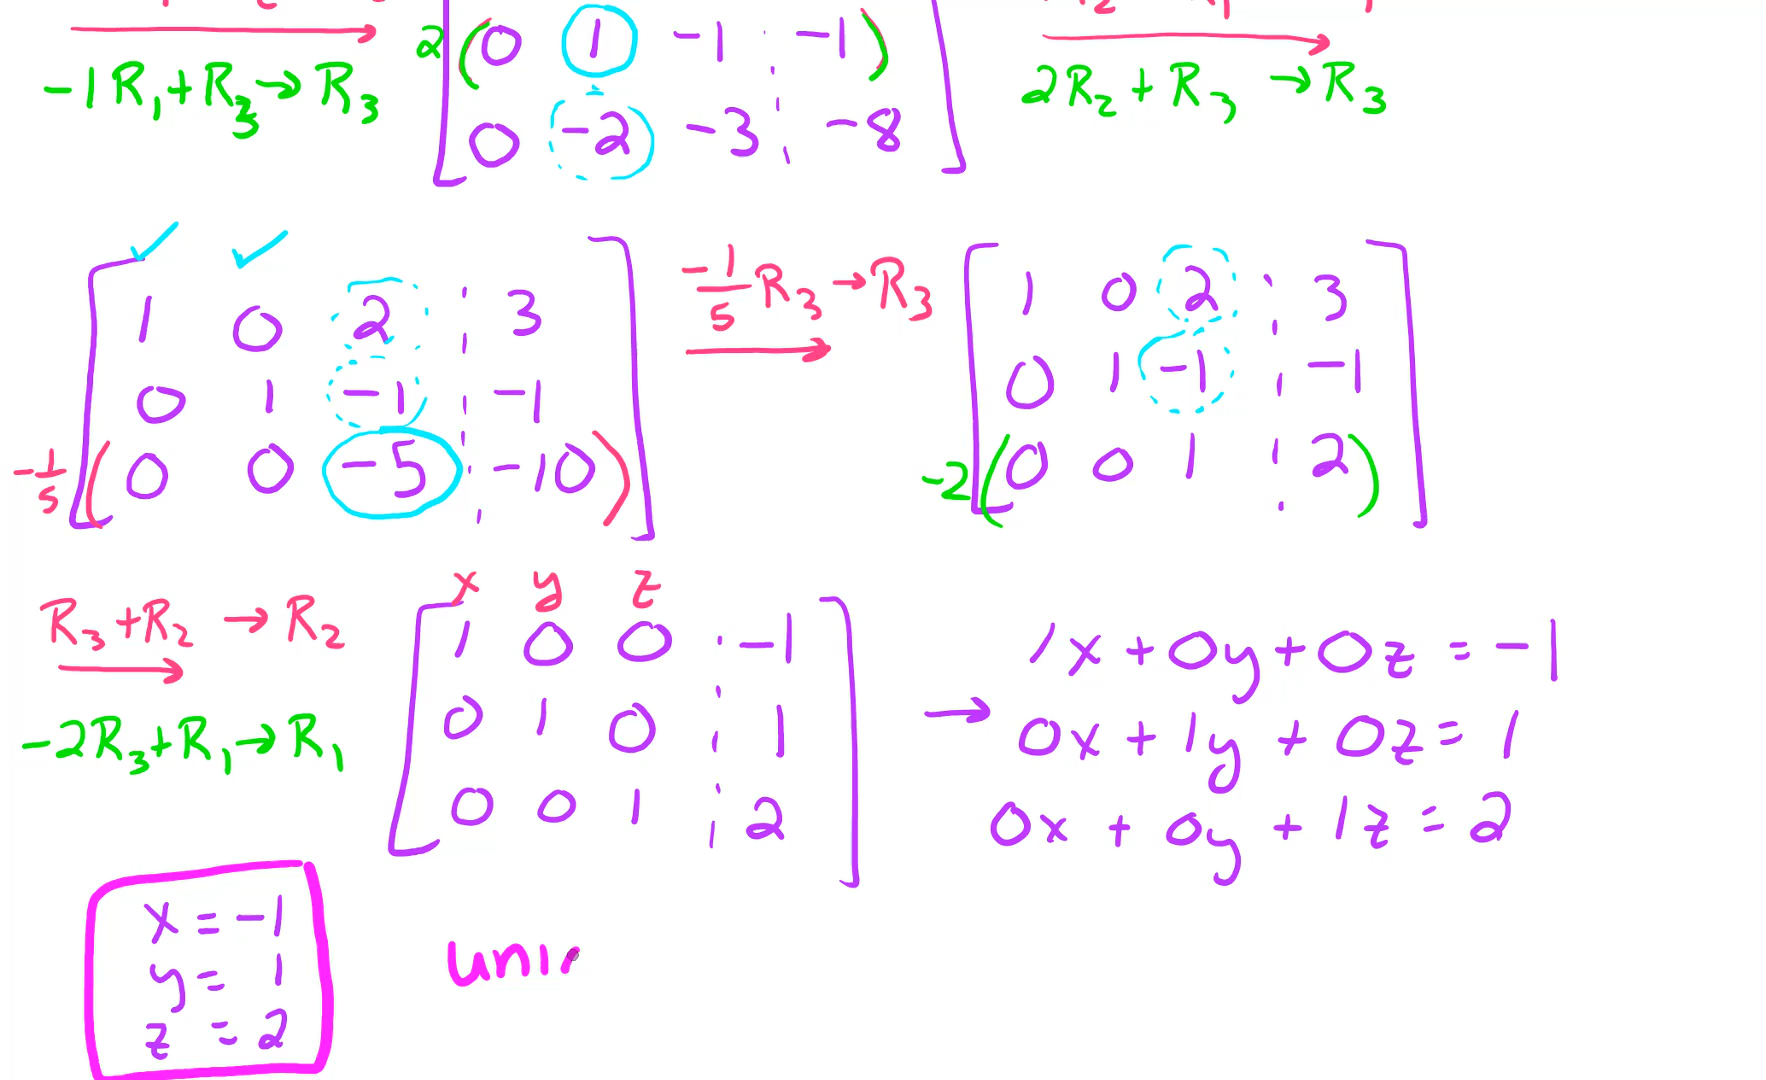 -1R₁+R₃→R₃
2(0 1 -1 -1)
0 -2 -3 -8
2R₂+R₃→R₃
1 0 2 3
0 1 -1 -1
-1/5(0 0 -5 -10)
-1/5 R₃→R₃
1 0 2 3
0 1 -1 -1
-2(0 0 1 2)
R₃+R₂→R₂
-2R₃+R₁→R₁
x y z
1 0 0 -1
0 1 0 1
0 0 1 2
→
1x+0y+0z=-1
0x+1y+0z=1
0x+0y+1z=2
x=-1
y=1
z=2